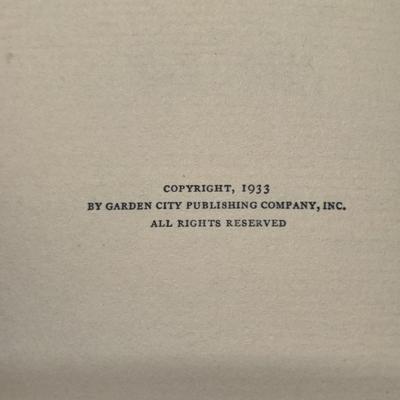 COPYRIGHT, 1933
BY GARDEN CITY PUBLISHING COMPANY, INC.
ALL RIGHTS RESERVED